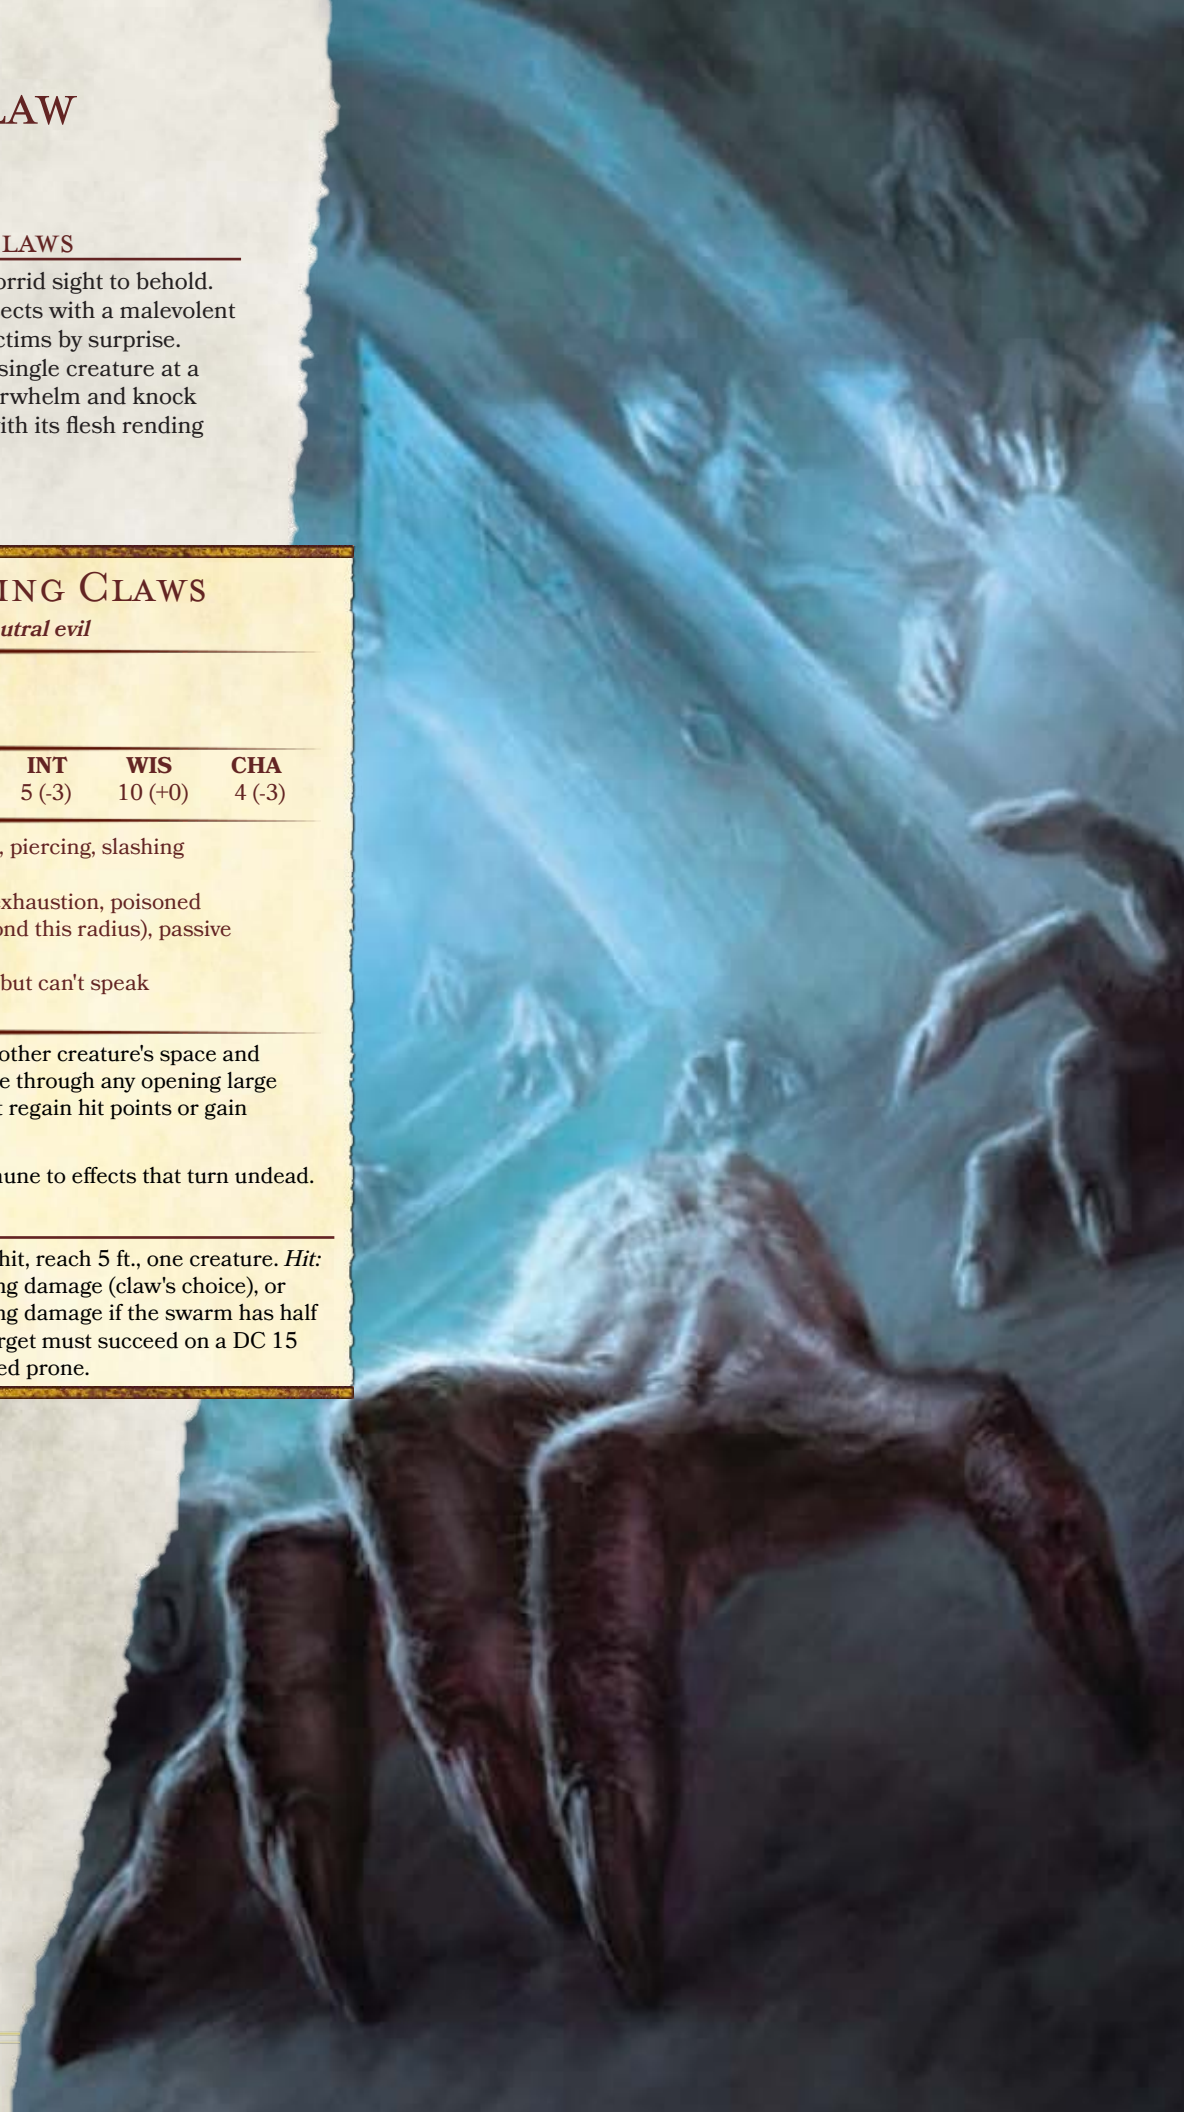 LAW
LAWS
orrid sight to behold.
ects with a malevolent
ctims by surprise.
single creature at a
rwhelm and knock
ith its flesh rending
ING CLAWS
utral evil
INT WIS CHA
5 (-3) 10 (+0) 4 (-3)
, piercing, slashing
xhaustion, poisoned
ond this radius), passive
but can't speak
other creature's space and
e through any opening large
t regain hit points or gain
nune to effects that turn undead.
hit, reach 5 ft., one creature. Hit:
ng damage (claw's choice), or
ng damage if the swarm has half
rget must succeed on a DC 15
ed prone.